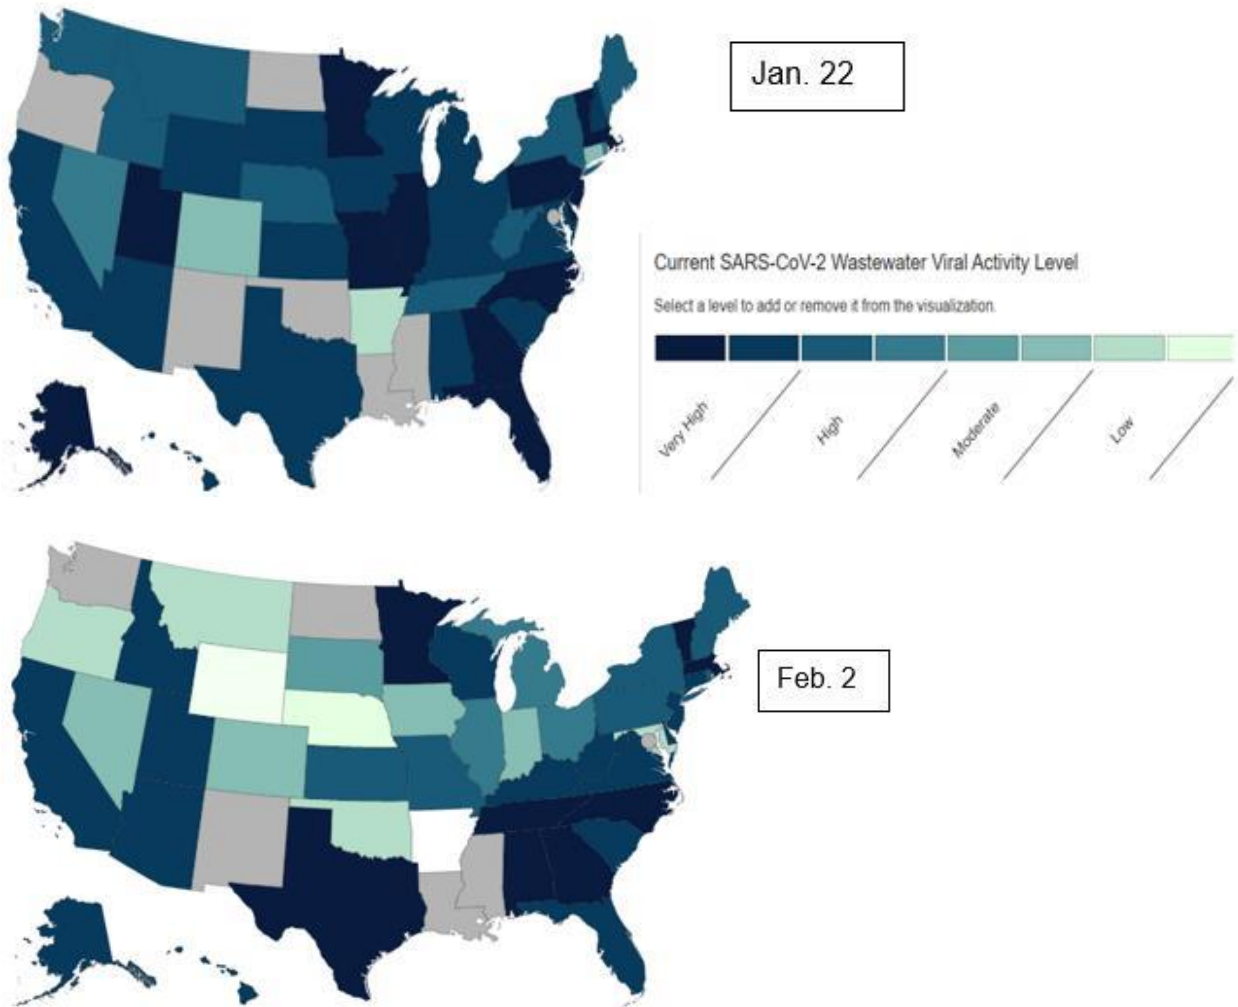 Jan. 22
Current SARS-CoV-2 Wastewater Viral Activity Level
Select a level to add or remove it from the visualization.
Very High
High
Moderate
Low
Feb. 2